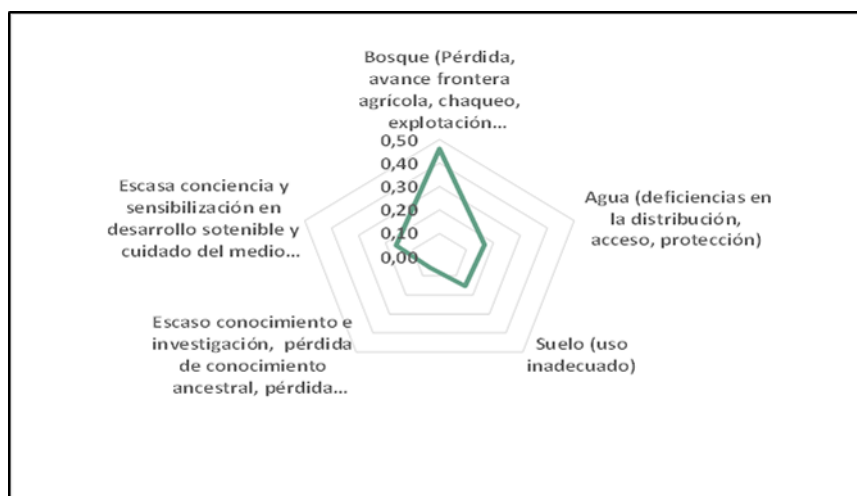 Bosque (Pérdida,
avance frontera
agrícola, chaqueo,
explotación...
0,50
0,40
0,30
0,20
0,10
0,00
Agua (deficiencias en
la distribución,
acceso, protección)
Suelo (uso
inadecuado)
Escaso conocimiento e
investigación,  pérdida
de conocimiento
ancestral, pérdida...
Escasa conciencia y
sensibilización en
desarrollo sotenible y
cuidado del medio...